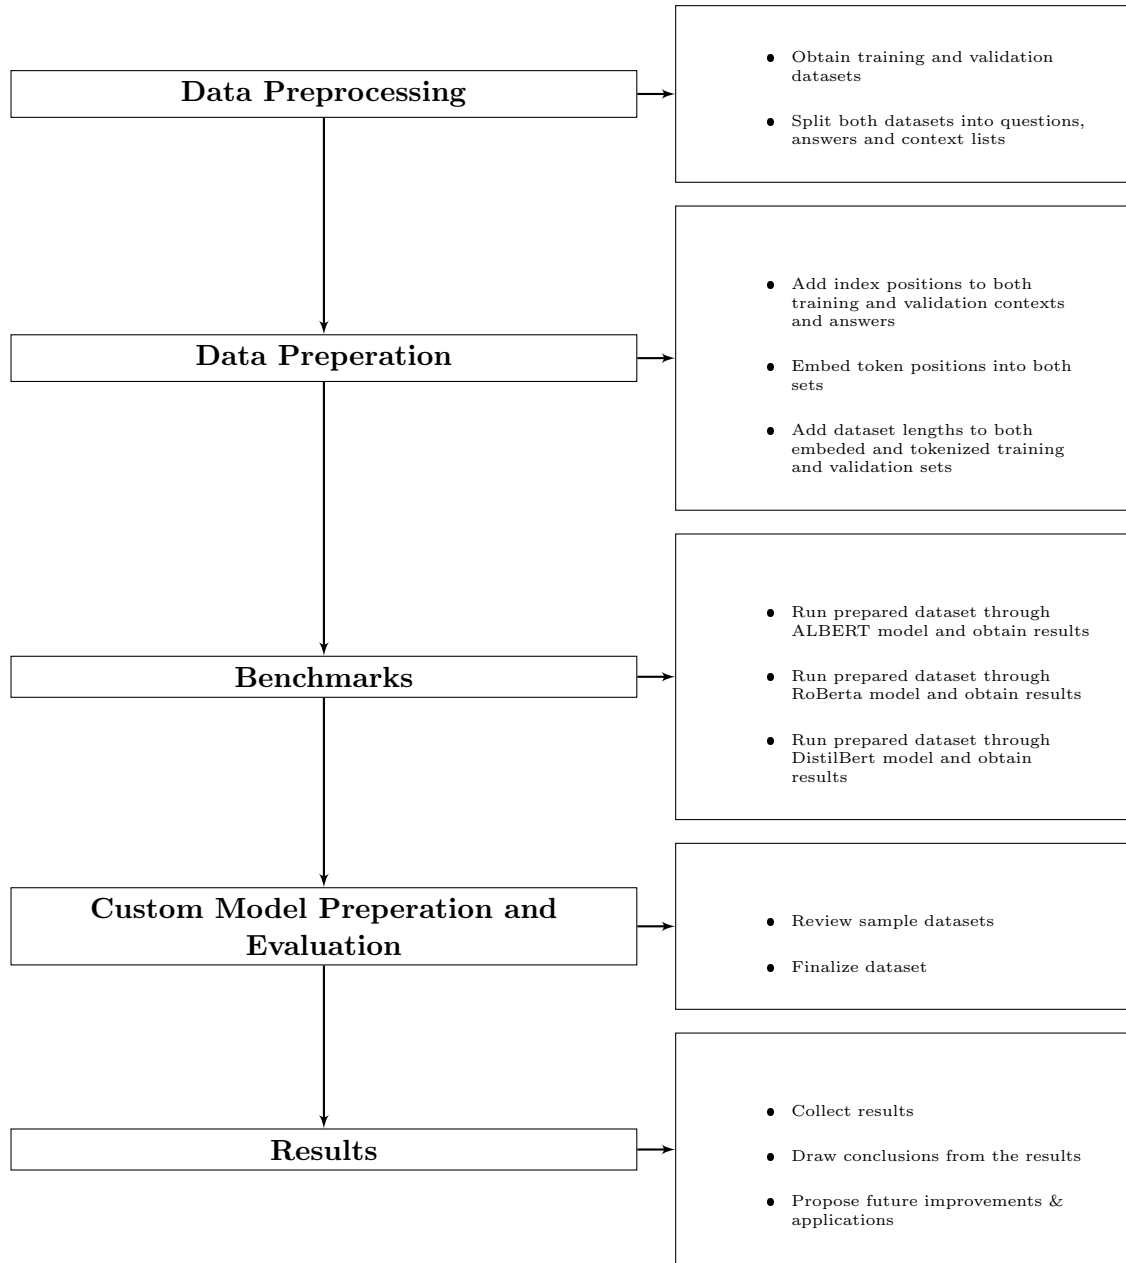 Data Preprocessing
• Obtain training and validation
datasets
• Split both datasets into questions,
answers and context lists
Data Preperation
• Add index positions to both
training and validation contexts
and answers
• Embed token positions into both
sets
• Add dataset lengths to both
embeded and tokenized training
and validation sets
Benchmarks
• Run prepared dataset through
ALBERT model and obtain results
• Run prepared dataset through
RoBerta model and obtain results
• Run prepared dataset through
DistilBert model and obtain
results
Custom Model Preperation and
Evaluation
• Review sample datasets
• Finalize dataset
Results
• Collect results
• Draw conclusions from the results
• Propose future improvements &
applications